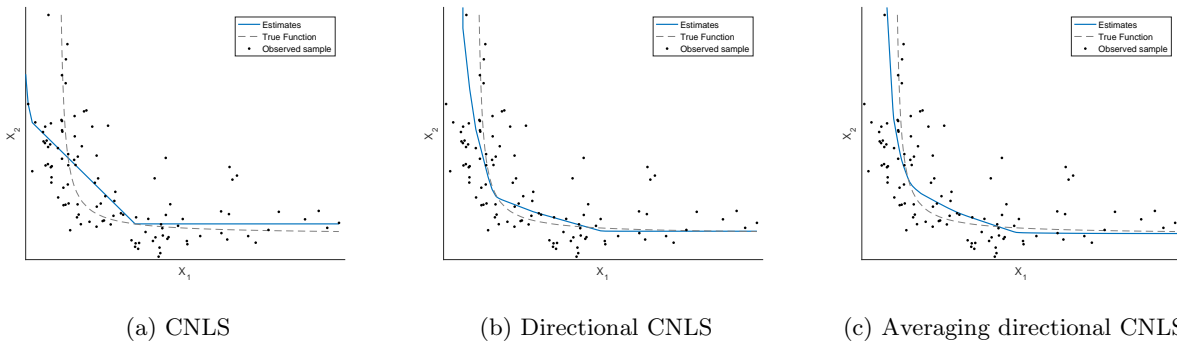 Estimates
True Function
Observed sample
X2
X1
(a) CNLS
Estimates
True Function
Observed sample
X2
X1
(b) Directional CNLS
Estimates
True Function
Observed sample
X2
X1
(c) Averaging directional CNLS